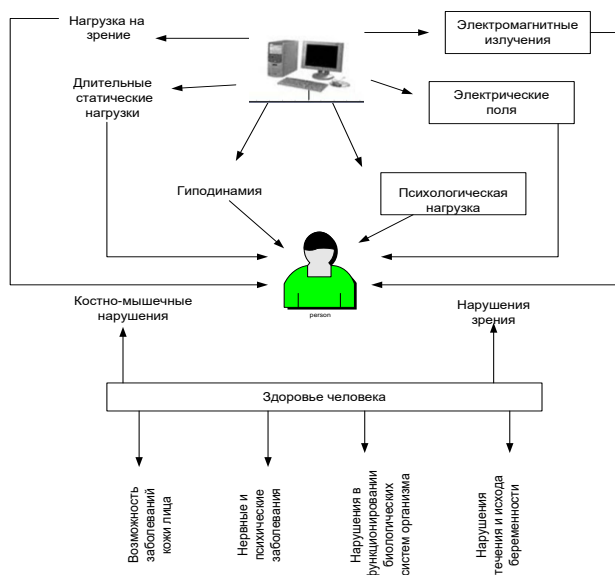 Нагрузка на
зрение
Электромагнитные
излучения
Длительные
статические
нагрузки
Электрические
поля
Гиподинамия
Психологическая
нагрузка
person
Костно-мышечные
нарушения
Нарушения
зрения
Здоровье человека
Возможность
заболеваний
кожи лица
Нервные и
психические
заболевания
Нарушения в
функционировании
биологических
систем организма
Нарушения
течения и исхода
беременности